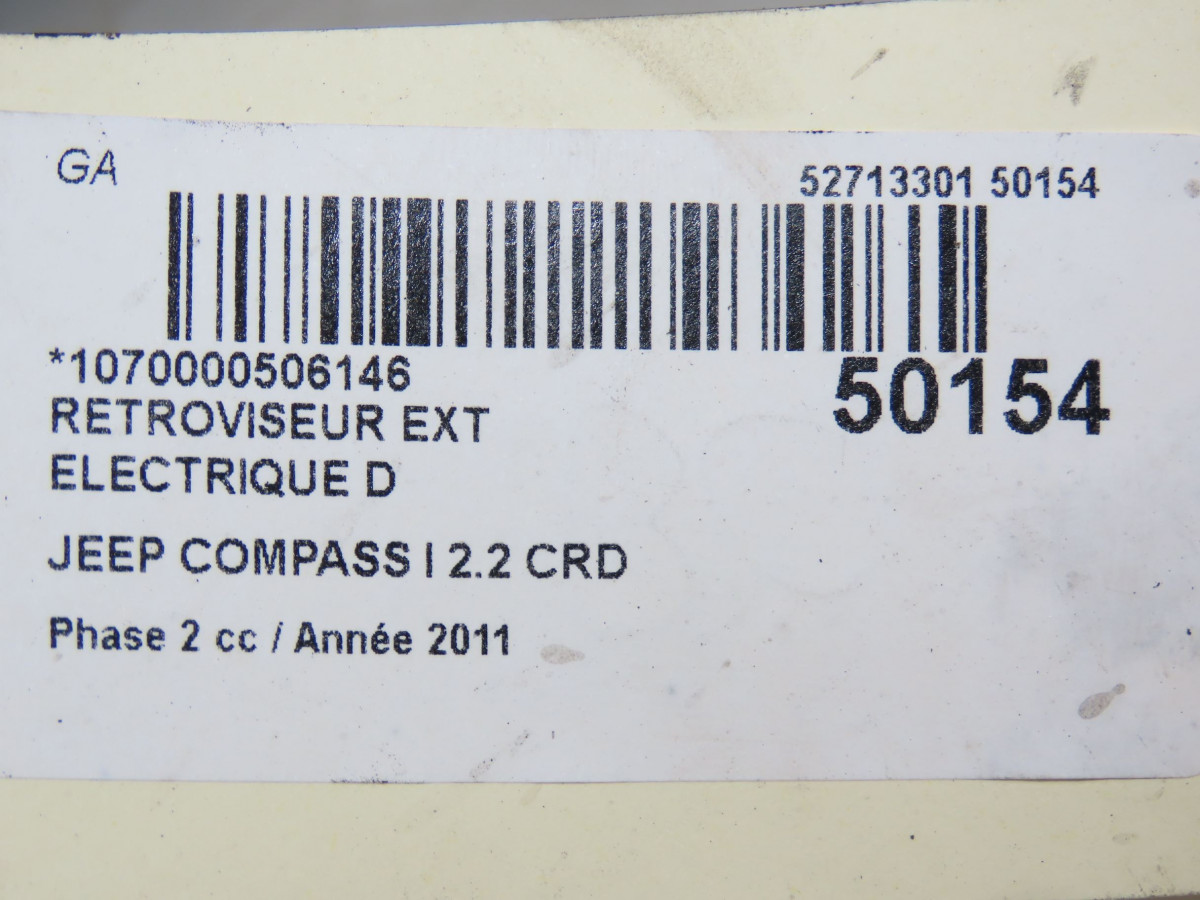 GA
52713301 50154
*1070000506146
50154
RETROVISEUR EXT
ELECTRIQUE D
JEEP COMPASS I 2.2 CRD
Phase 2 cc / Année 2011